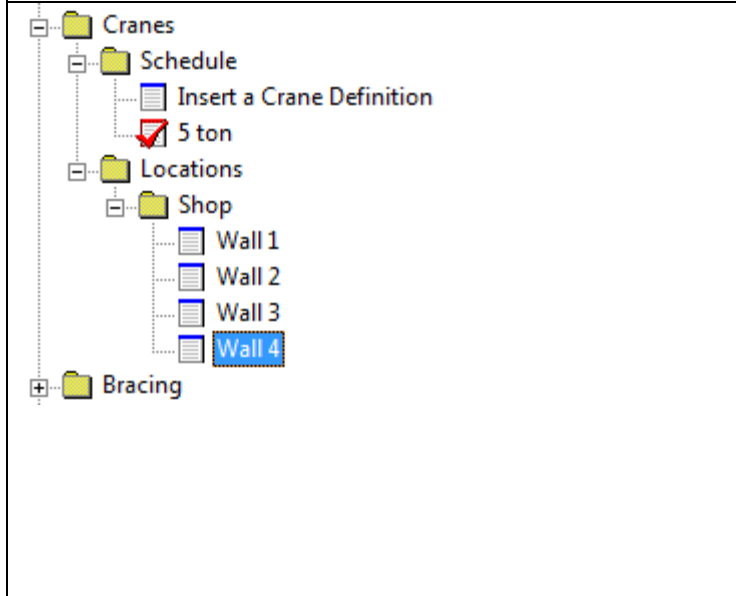 Cranes
Schedule
Insert a Crane Definition
5 ton
Locations
Shop
Wall 1
Wall 2
Wall 3
Wall 4
Bracing